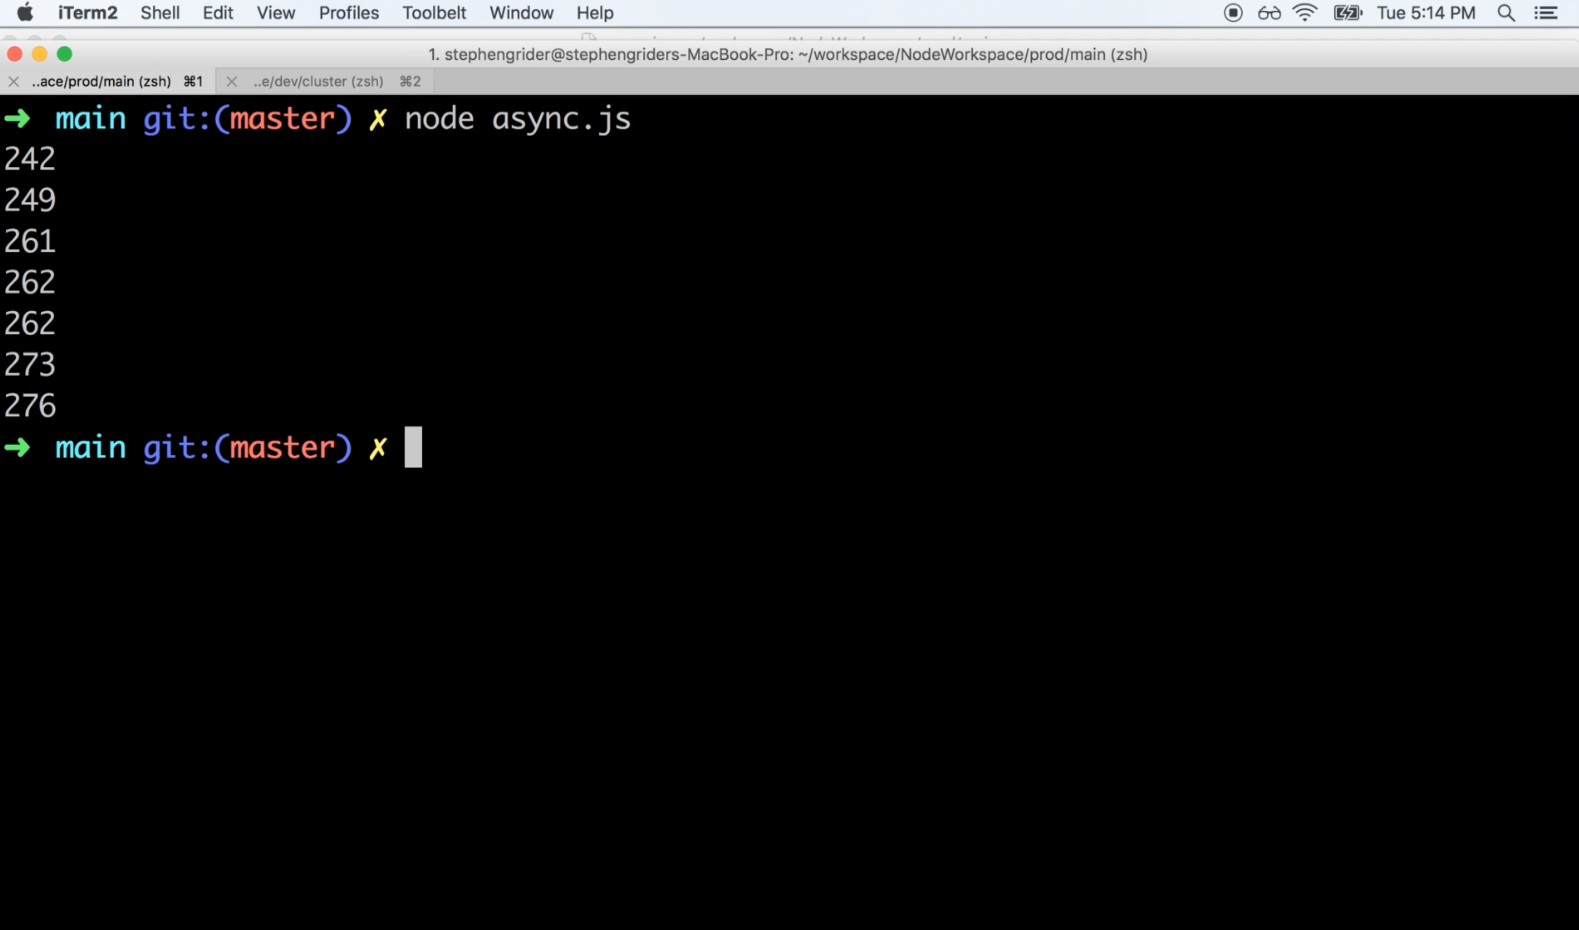 iTerm2 Shell Edit View Profiles Toolbelt Window Help Tue 5:14 PM
1. stephengrider@stephengriders-MacBook-Pro: ~/workspace/NodeWorkspace/prod/main (zsh)
..ace/prod/main (zsh) ⌘1 ..e/dev/cluster (zsh) ⌘2
➜ main git:(master) ✗ node async.js
242
249
261
262
262
273
276
➜ main git:(master) ✗